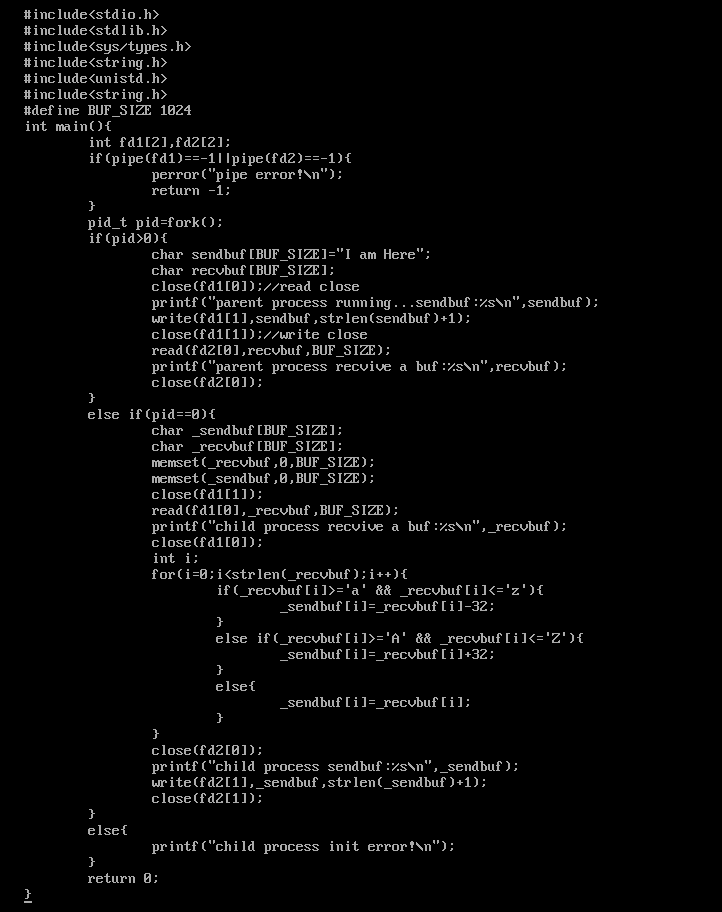 #include<stdio.h>
#include<stdlib.h>
#include<sys/types.h>
#include<string.h>
#include<unistd.h>
#include<string.h>
#define BUF_SIZE 1024
int main(){
        int fd1[2],fd2[2];
        if(pipe(fd1)==-1||pipe(fd2)==-1){
                perror("pipe error!\n");
                return -1;
        }
        pid_t pid=fork();
        if(pid>0){
                char sendbuf[BUF_SIZE]="I am Here";
                char recvbuf[BUF_SIZE];
                close(fd1[0]);//read close
                printf("parent process running...sendbuf:%s\n",sendbuf);
                write(fd1[1],sendbuf,strlen(sendbuf)+1);
                close(fd1[1]);//write close
                read(fd2[0],recvbuf,BUF_SIZE);
                printf("parent process recvive a buf:%s\n",recvbuf);
                close(fd2[0]);
        }
        else if(pid==0){
                char _sendbuf[BUF_SIZE];
                char _recvbuf[BUF_SIZE];
                memset(_recvbuf,0,BUF_SIZE);
                memset(_sendbuf,0,BUF_SIZE);
                close(fd1[1]);
                read(fd1[0],_recvbuf,BUF_SIZE);
                printf("child process recvive a buf:%s\n",_recvbuf);
                close(fd1[0]);
                int i;
                for(i=0;i<strlen(_recvbuf);i++){
                        if(_recvbuf[i]>='a' && _recvbuf[i]<='z'){
                                _sendbuf[i]=_recvbuf[i]-32;
                        }
                        else if(_recvbuf[i]>='A' && _recvbuf[i]<='Z'){
                                _sendbuf[i]=_recvbuf[i]+32;
                        }
                        else{
                                _sendbuf[i]=_recvbuf[i];
                        }
                }
                close(fd2[0]);
                printf("child process sendbuf:%s\n",_sendbuf);
                write(fd2[1],_sendbuf,strlen(_sendbuf)+1);
                close(fd2[1]);
        }
        else{
                printf("child process init error!\n");
        }
        return 0;
}